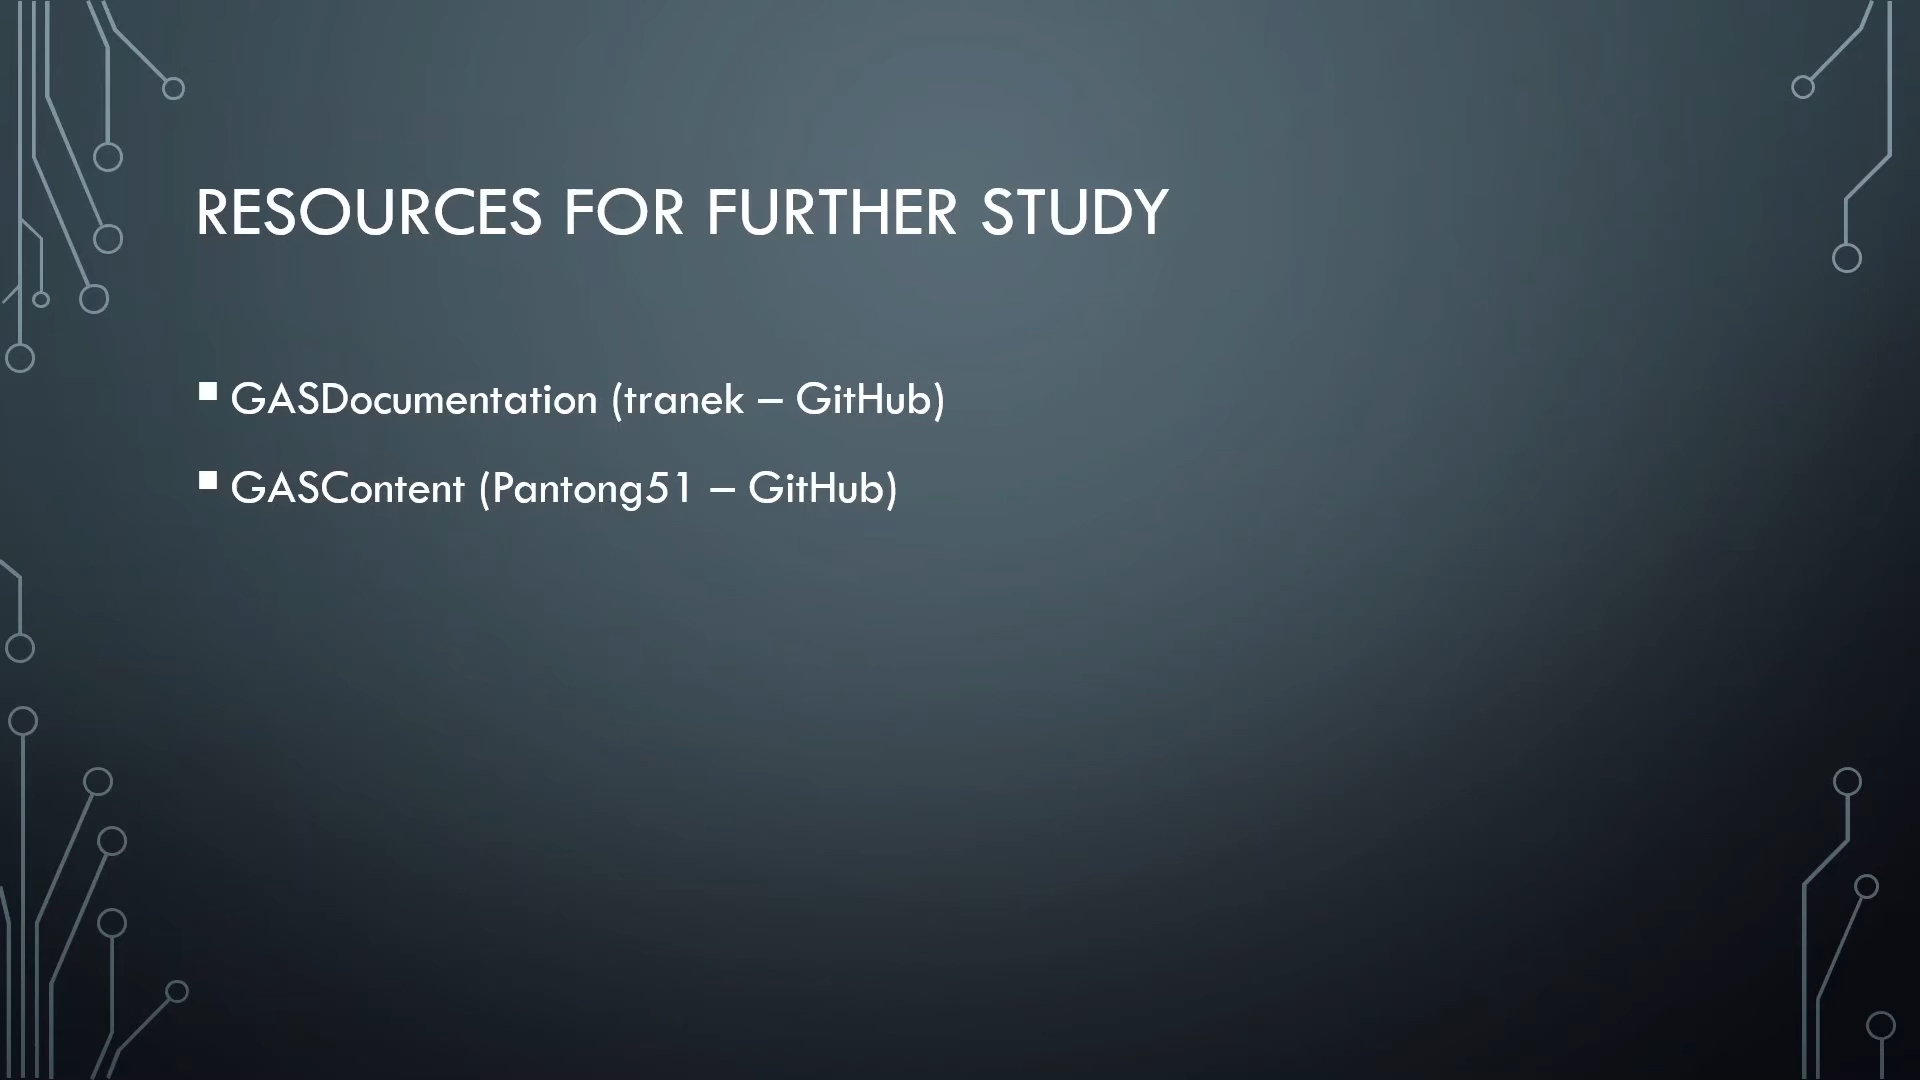 RESOURCES FOR FURTHER STUDY
GASDocumentation (tranek – GitHub)
GASContent (Pantong51 – GitHub)